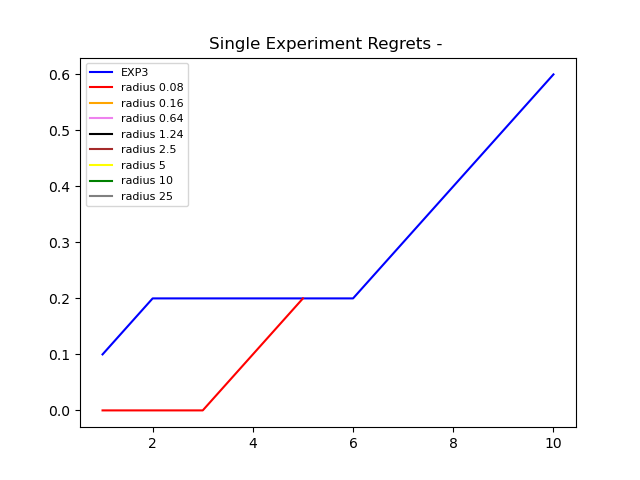 Single Experiment Regrets -
EXP3
radius 0.08
radius 0.16
radius 0.64
radius 1.24
radius 2.5
radius 5
radius 10
radius 25
0.6
0.5
0.4
0.3
0.2
0.1
0.0
2 4 6 8 10